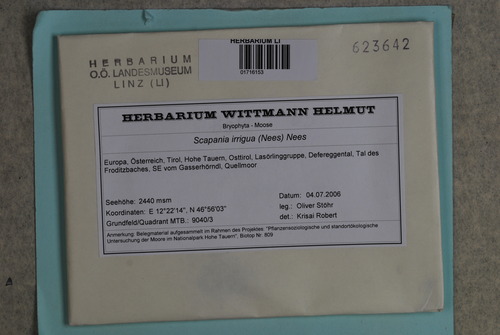 HERBARIUM
O.Ö. LANDESMUSEUM
LINZ (LI)
HERBARIUM LI
01716153
623642
HERBARIUM WITTMANN HELMUT
Bryophyta - Moose
Scapania irrigua (Nees) Nees
Europa, Österreich, Tirol, Hohe Tauern, Osttirol, Lasörlinggruppe, Defereggental, Tal des
Froditzbaches, SE vom Gasserhörndl, Quellmoor
Seehöhe: 2440 msm
Koordinaten: E 12°22'14", N 46°56'03"
Grundfeld/Quadrant MTB.: 9040/3
Datum: 04.07.2006
leg.: Oliver Stöhr
det.: Krisai Robert
Anmerkung: Belegmaterial aufgesammelt im Rahmen des Projektes: "Pflanzensoziologische und standortökologische
Untersuchung der Moore im Nationalpark Hohe Tauern", Biotop Nr. 809